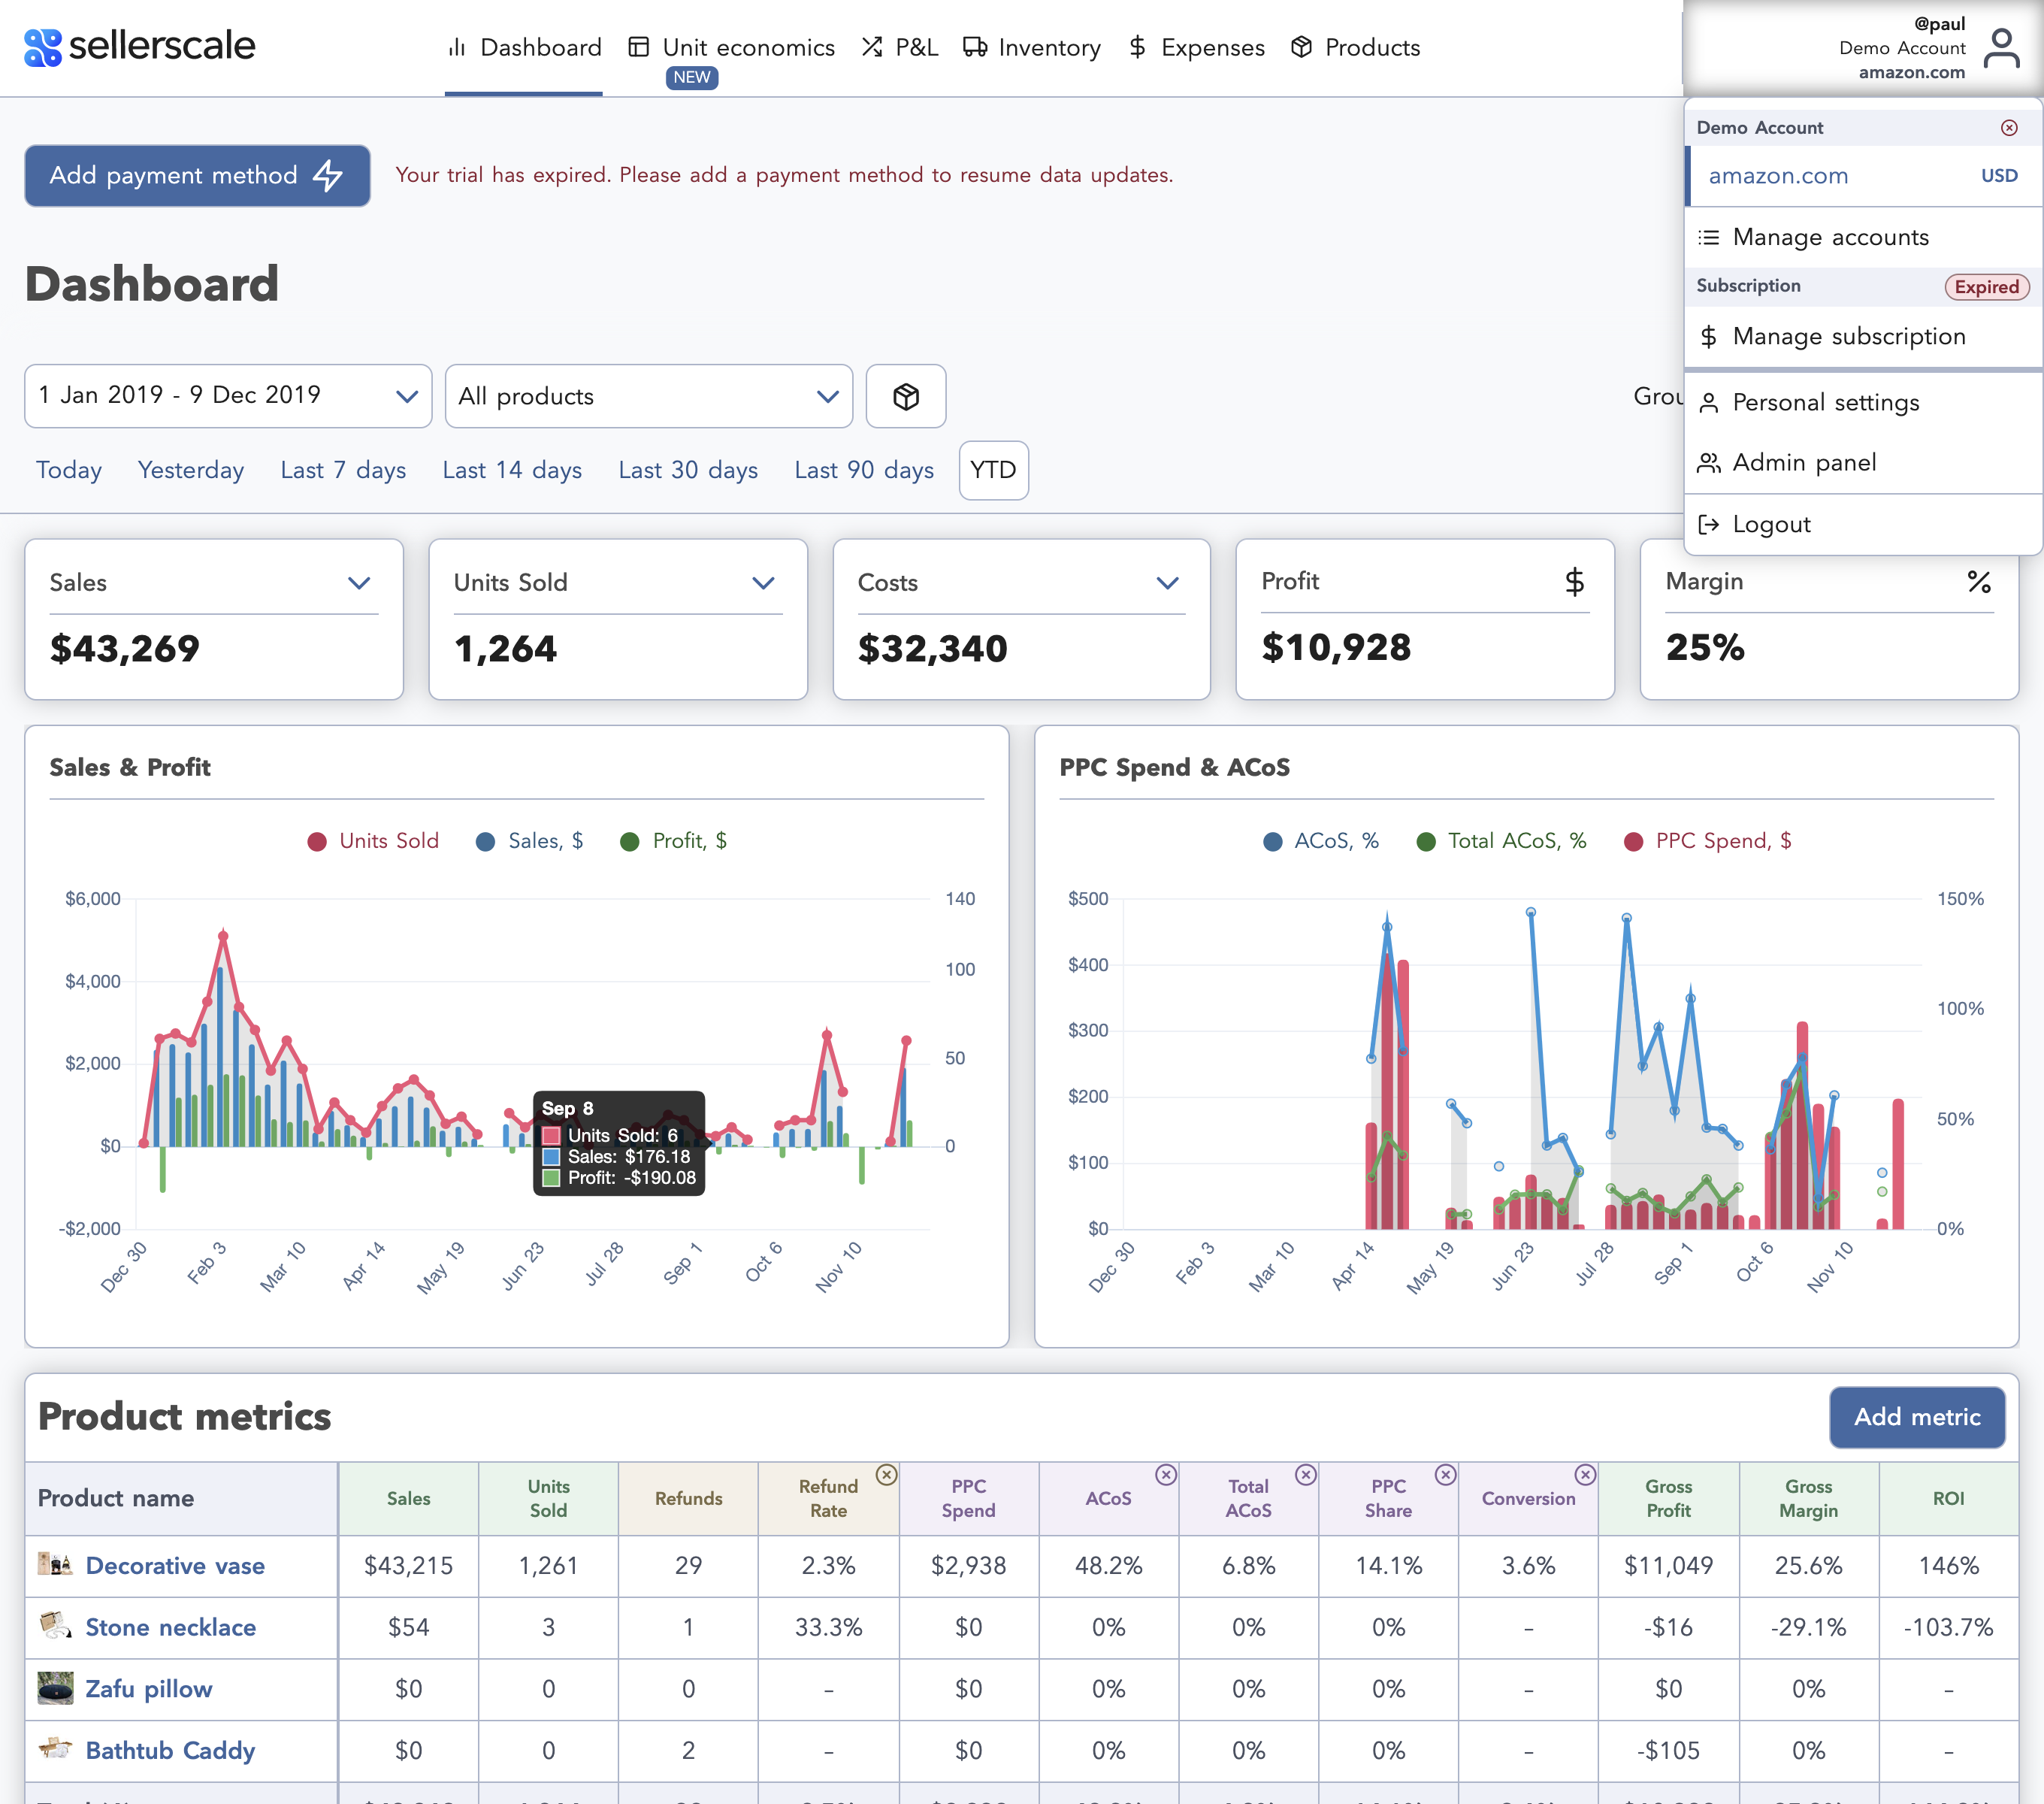 sellerscale
Dashboard
Unit economics
NEW
P&L
Inventory
Expenses
Products
@paul
Demo Account
amazon.com
Demo Account
amazon.com USD
Manage accounts
Subscription Expired
Manage subscription
Personal settings
Admin panel
Logout
Add payment method
Your trial has expired. Please add a payment method to resume data updates.
Dashboard
1 Jan 2019 - 9 Dec 2019
All products
Today Yesterday Last 7 days Last 14 days Last 30 days Last 90 days YTD
Sales
$43,269
Units Sold
1,264
Costs
$32,340
Profit $
$10,928
Margin %
25%
Sales & Profit
Units Sold Sales, $ Profit, $
$6,000
$4,000
$2,000
$0
-$2,000
140
100
50
0
Sep 8
Units Sold: 6
Sales: $176.18
Profit: -$190.08
Dec 30 Feb 3 Mar 10 Apr 14 May 19 Jun 23 Jul 28 Sep 1 Oct 6 Nov 10
PPC Spend & ACoS
ACoS, % Total ACoS, % PPC Spend, $
$500
$400
$300
$200
$100
$0
150%
100%
50%
0%
Dec 30 Feb 3 Mar 10 Apr 14 May 19 Jun 23 Jul 28 Sep 1 Oct 6 Nov 10
Product metrics
Add metric
Product name Sales Units Sold Refunds Refund Rate PPC Spend ACoS Total ACoS PPC Share Conversion Gross Profit Gross Margin ROI
Decorative vase $43,215 1,261 29 2.3% $2,938 48.2% 6.8% 14.1% 3.6% $11,049 25.6% 146%
Stone necklace $54 3 1 33.3% $0 0% 0% 0% - -$16 -29.1% -103.7%
Zafu pillow $0 0 0 - $0 0% 0% 0% - $0 0% -
Bathtub Caddy $0 0 2 - $0 0% 0% 0% - -$105 0% -